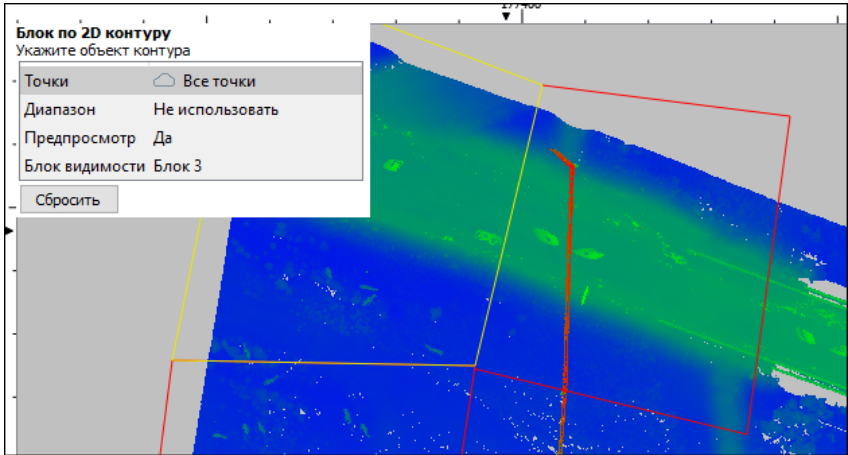 177400
Блок по 2D контуру
Укажите объект контура
Точки Все точки
Диапазон Не использовать
Предпросмотр Да
Блок видимости Блок 3
Сбросить